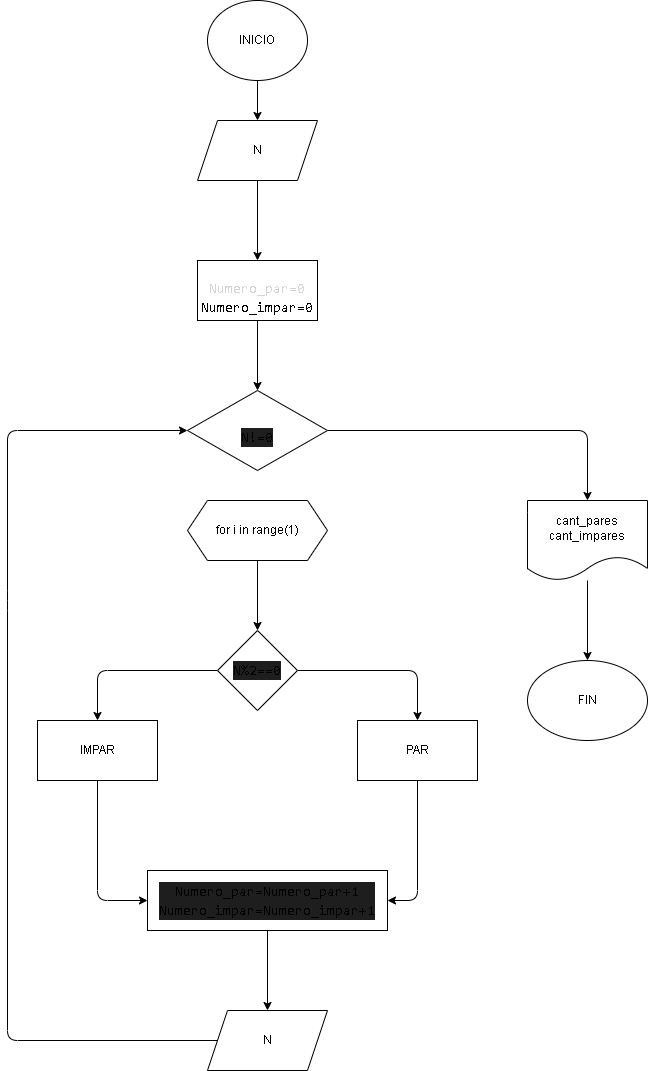 INICIO
N
Numero_par=0
Numero_impar=0
N!=0
for i in range(1)
cant_pares
cant_impares
N%2==0
FIN
IMPAR
PAR
Numero_par=Numero_par+1
Numero_impar=Numero_impar+1
N